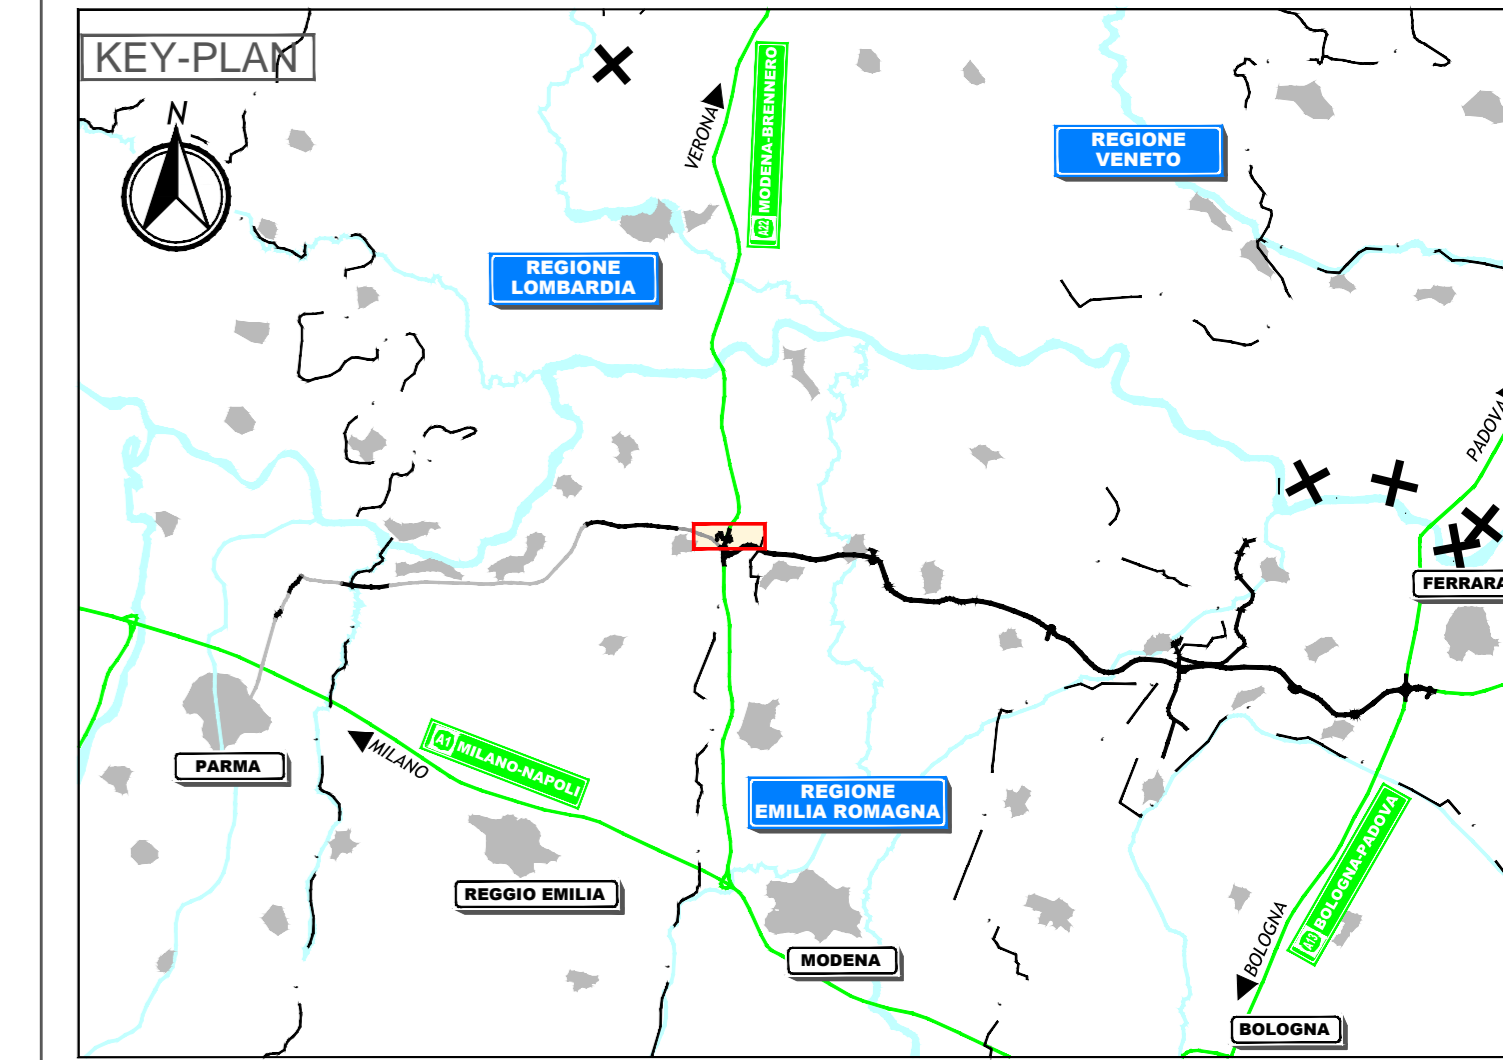 KEY-PLAN
N
VERONA
A22 MODENA-BRENNERO
REGIONE
VENETO
REGIONE
LOMBARDIA
PADOVA
FERRARA
PARMA
MILANO
A1 MILANO-NAPOLI
REGIONE
EMILIA ROMAGNA
REGGIO EMILIA
MODENA
A13 BOLOGNA-PADOVA
BOLOGNA
BOLOGNA